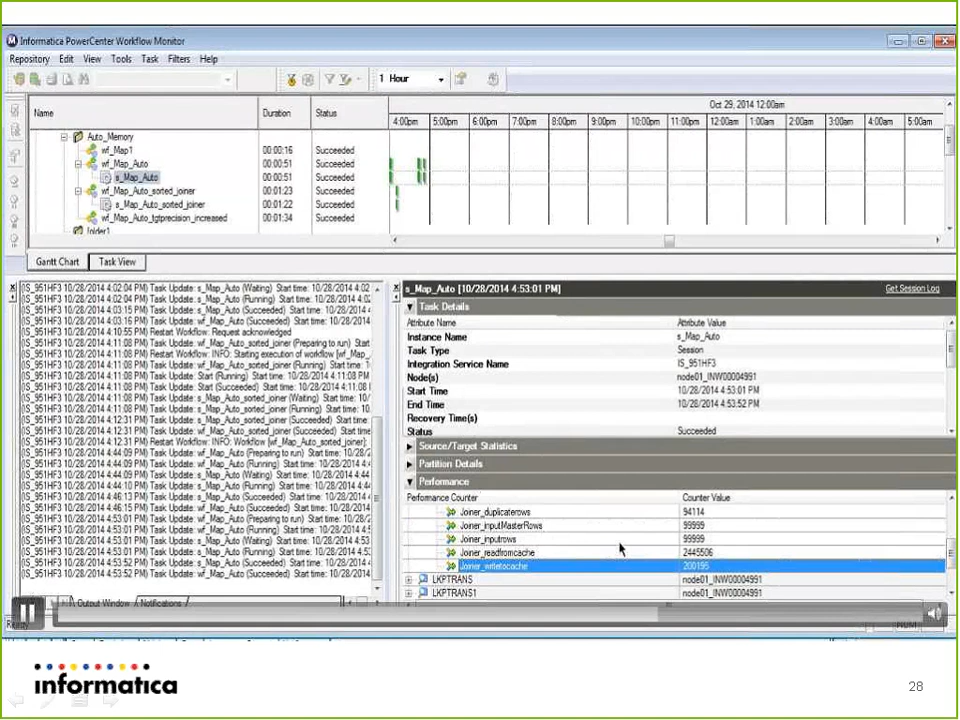 Informatica PowerCenter Workflow Monitor
Repository Edit View Tools Task Filters Help
1 Hour
Name Duration Status
Oct 29, 2014 12:00am
4:00pm 5:00pm 6:00pm 7:00pm 8:00pm 9:00pm 10:00pm 11:00pm 12:00am 1:00am 2:00am 3:00am 4:00am 5:00am
Auto_Memory
wf_Map1 00:00:16 Succeeded
wf_Map_Auto 00:00:51 Succeeded
s_Map_Auto 00:00:51 Succeeded
wf_Map_Auto_sorted_joiner 00:01:23 Succeeded
s_Map_Auto_sorted_joiner 00:01:22 Succeeded
wf_Map_Auto_tgtprecision_increased 00:01:34 Succeeded
folder1
Gantt Chart Task View
(IS_951HF3 10/28/2014 4:02:04 PM) Task Update: s_Map_Auto (Waiting) Start time: 10/28/2014 4:02
(IS_951HF3 10/28/2014 4:02:04 PM) Task Update: s_Map_Auto (Running) Start time: 10/28/2014 4:02
(IS_951HF3 10/28/2014 4:03:15 PM) Task Update: s_Map_Auto (Succeeded) Start time: 10/28/2014 4
(IS_951HF3 10/28/2014 4:03:16 PM) Task Update: wf_Map_Auto (Succeeded) Start time: 10/28/2014
(IS_951HF3 10/28/2014 4:10:55 PM) Restart Workflow: Request acknowledged
(IS_951HF3 10/28/2014 4:11:08 PM) Task Update: wf_Map_Auto_sorted_joiner (Preparing to run) Start
(IS_951HF3 10/28/2014 4:11:08 PM) Restart Workflow: INFO: Starting execution of workflow [wf_Map_
(IS_951HF3 10/28/2014 4:11:08 PM) Task Update: wf_Map_Auto_sorted_joiner (Running) Start time: 10
(IS_951HF3 10/28/2014 4:11:08 PM) Task Update: Start (Running) Start time: 10/28/2014 4:11:08 PM
(IS_951HF3 10/28/2014 4:11:08 PM) Task Update: Start (Succeeded) Start time: 10/28/2014 4:11:08 P
(IS_951HF3 10/28/2014 4:11:08 PM) Task Update: s_Map_Auto_sorted_joiner (Waiting) Start time: 10/
(IS_951HF3 10/28/2014 4:11:08 PM) Task Update: s_Map_Auto_sorted_joiner (Running) Start time: 10.
(IS_951HF3 10/28/2014 4:12:31 PM) Task Update: s_Map_Auto_sorted_joiner (Succeeded) Start time:
(IS_951HF3 10/28/2014 4:12:31 PM) Task Update: wf_Map_Auto_sorted_joiner (Succeeded) Start time:
(IS_951HF3 10/28/2014 4:12:31 PM) Restart Workflow: INFO: Workflow [wf_Map_Auto_sorted_joiner]:
(IS_951HF3 10/28/2014 4:44:09 PM) Task Update: wf_Map_Auto (Preparing to run) Start time: 10/28/2
(IS_951HF3 10/28/2014 4:44:09 PM) Task Update: wf_Map_Auto (Running) Start time: 10/28/2014 4:
(IS_951HF3 10/28/2014 4:44:09 PM) Task Update: s_Map_Auto (Waiting) Start time: 10/28/2014 4:44
(IS_951HF3 10/28/2014 4:44:10 PM) Task Update: s_Map_Auto (Running) Start time: 10/28/2014 4:44
(IS_951HF3 10/28/2014 4:46:13 PM) Task Update: s_Map_Auto (Succeeded) Start time: 10/28/2014 4
(IS_951HF3 10/28/2014 4:53:01 PM) Task Update: wf_Map_Auto (Preparing to run) Start time: 10/28/2
(IS_951HF3 10/28/2014 4:53:01 PM) Task Update: wf_Map_Auto (Running) Start time: 10/28/2014 4:
(IS_951HF3 10/28/2014 4:53:01 PM) Task Update: s_Map_Auto (Waiting) Start time: 10/28/2014 4:53
(IS_951HF3 10/28/2014 4:53:01 PM) Task Update: s_Map_Auto (Running) Start time: 10/28/2014 4:53
(IS_951HF3 10/28/2014 4:53:52 PM) Task Update: s_Map_Auto (Succeeded) Start time: 10/28/2014 4
(IS_951HF3 10/28/2014 4:53:52 PM) Task Update: wf_Map_Auto (Succeeded) Start time: 10/28/2014
Output Window Notifications
s_Map_Auto [10/28/2014 4:53:01 PM] Get Session Log
Task Details
Attribute Name Attribute Value
Instance Name s_Map_Auto
Task Type Session
Integration Service Name IS_951HF3
Node(s) node01_INW00004991
Start Time 10/28/2014 4:53:01 PM
End Time 10/28/2014 4:53:52 PM
Recovery Time(s)
Status Succeeded
Source/Target Statistics
Partition Details
Performance
Performance Counter Counter Value
Joiner_duplicaterows 94114
Joiner_inputMasterRows 99999
Joiner_inputrows 99999
Joiner_readfromcache 2445506
Joiner_writetocache 200195
LKPTRANS node01_INW00004991
LKPTRANS1 node01_INW00004991
Ready NUM
informatica
28